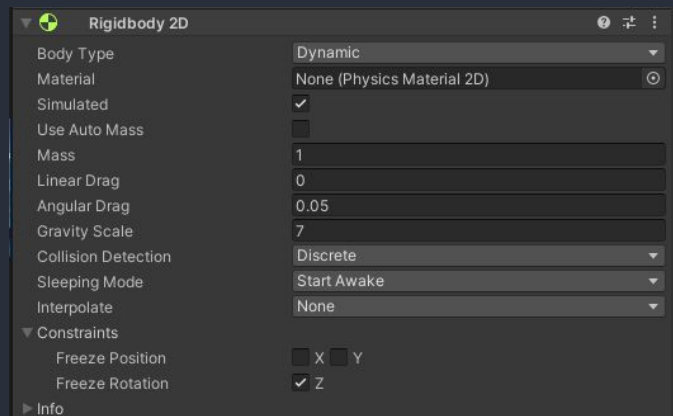 Rigidbody 2D
Body Type Dynamic
Material None (Physics Material 2D)
Simulated
Use Auto Mass
Mass 1
Linear Drag 0
Angular Drag 0.05
Gravity Scale 7
Collision Detection Discrete
Sleeping Mode Start Awake
Interpolate None
Constraints
Freeze Position X Y
Freeze Rotation Z
Info